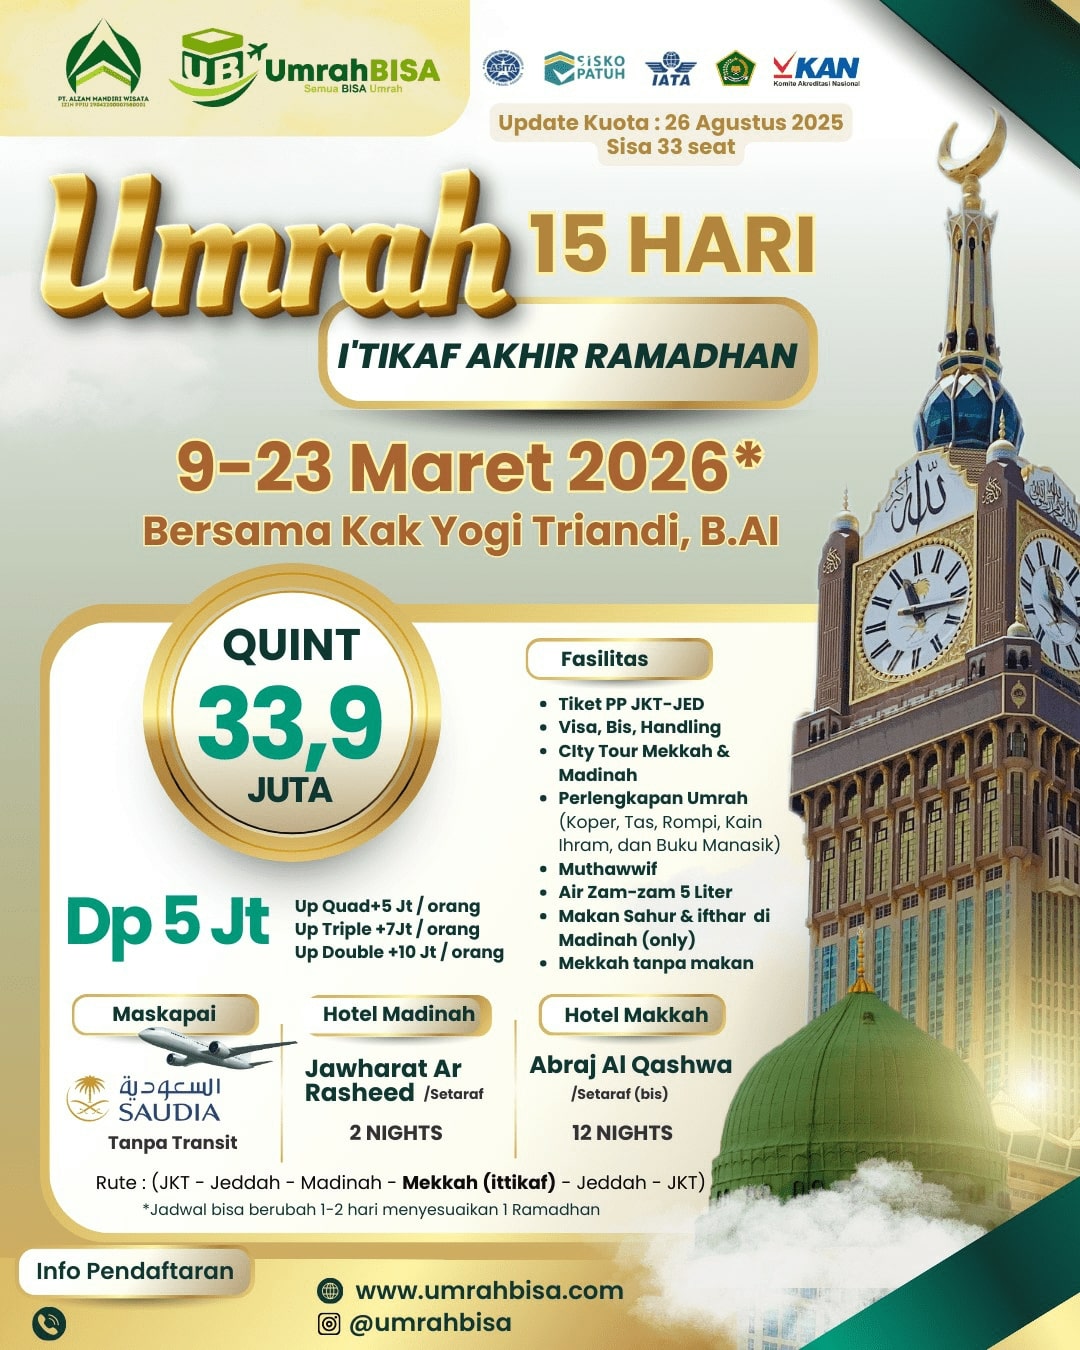 PT. ALZAM MANDIRI WISATA
UmrahBISA
Semua BISA Umrah
ASITA
SISKO
PATUH
IATA
KAN
Komite Akreditasi Nasional
Update Kuota : 26 Agustus 2025
Sisa 33 seat
Umrah
15 HARI
I'TIKAF AKHIR RAMADHAN
9-23 Maret 2026*
Bersama Kak Yogi Triandi, B.AI
QUINT
33,9
JUTA
Dp 5 Jt
Up Quad+5 Jt / orang
Up Triple +7Jt / orang
Up Double +10 Jt / orang
Fasilitas
• Tiket PP JKT-JED
• Visa, Bis, Handling
• CIty Tour Mekkah &
Madinah
• Perlengkapan Umrah
(Koper, Tas, Rompi, Kain
Ihram, dan Buku Manasik)
• Muthawwif
• Air Zam-zam 5 Liter
• Makan Sahur & ifthar di
Madinah (only)
• Mekkah tanpa makan
Maskapai
السعودية
SAUDIA
Tanpa Transit
Hotel Madinah
Jawharat Ar
Rasheed /Setaraf
2 NIGHTS
Hotel Makkah
Abraj Al Qashwa
/Setaraf (bis)
12 NIGHTS
Rute : (JKT - Jeddah - Madinah - Mekkah (ittikaf) - Jeddah - JKT)
*Jadwal bisa berubah 1-2 hari menyesuaikan 1 Ramadhan
Info Pendaftaran
www.umrahbisa.com
@umrahbisa